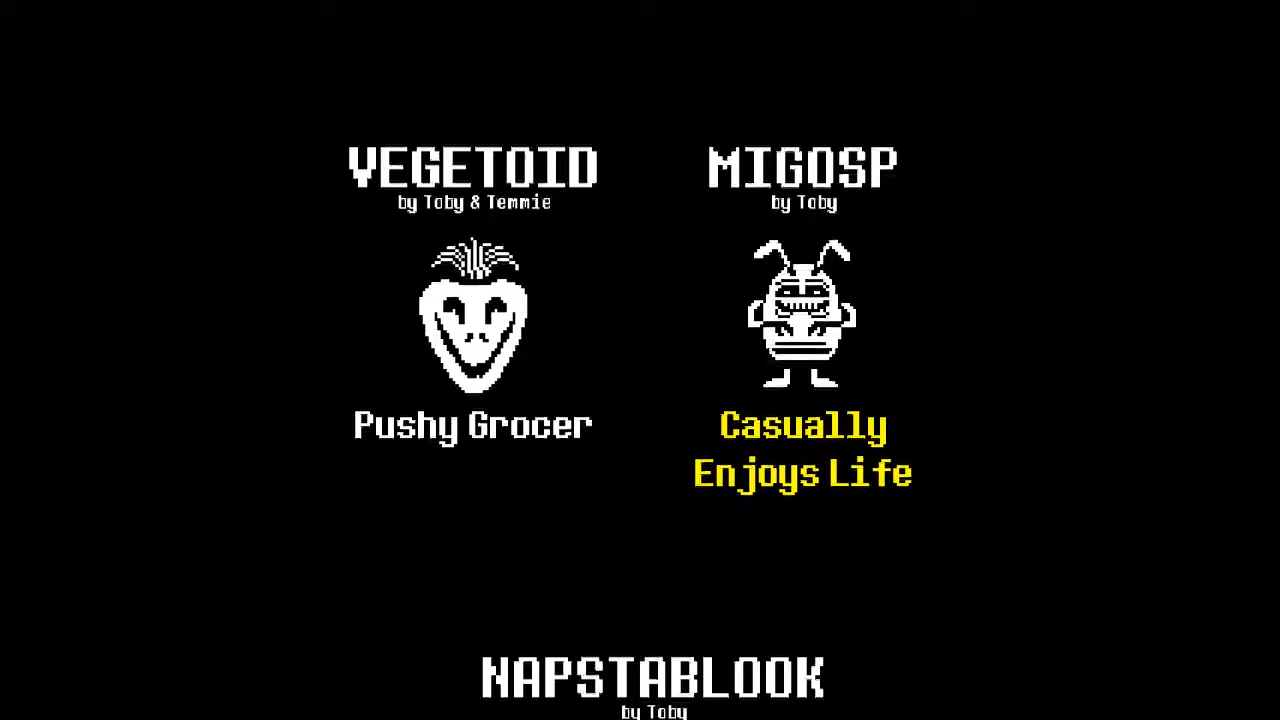 VEGETOID
by Toby & Temmie
Pushy Grocer
MIGOSP
by Toby
Casually
Enjoys Life
NAPSTABLOOK
by Toby